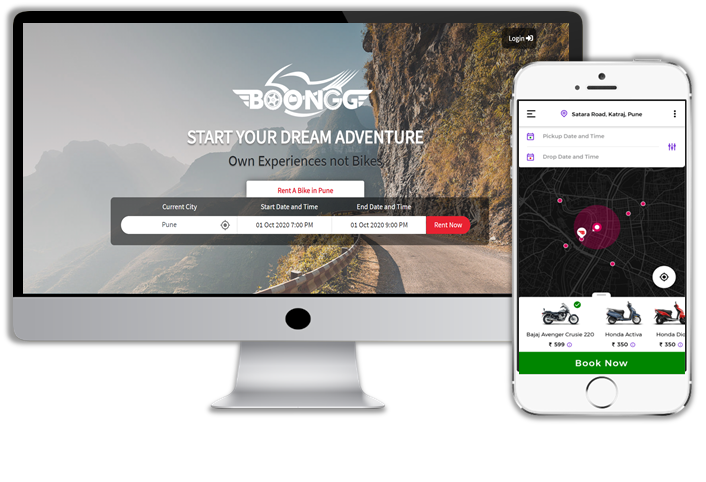 Login
BOONGG
START YOUR DREAM ADVENTURE
Own Experiences not Bikes
Rent A Bike in Pune
Current City Start Date and Time End Date and Time
Pune 01 Oct 2020 7:00 PM 01 Oct 2020 9:00 PM Rent Now
Satara Road, Katraj, Pune
Pickup Date and Time
Drop Date and Time
Bajaj Avenger Crusie 220 Honda Activa Honda Dio
₹ 599 ₹ 350 ₹ 350
Book Now